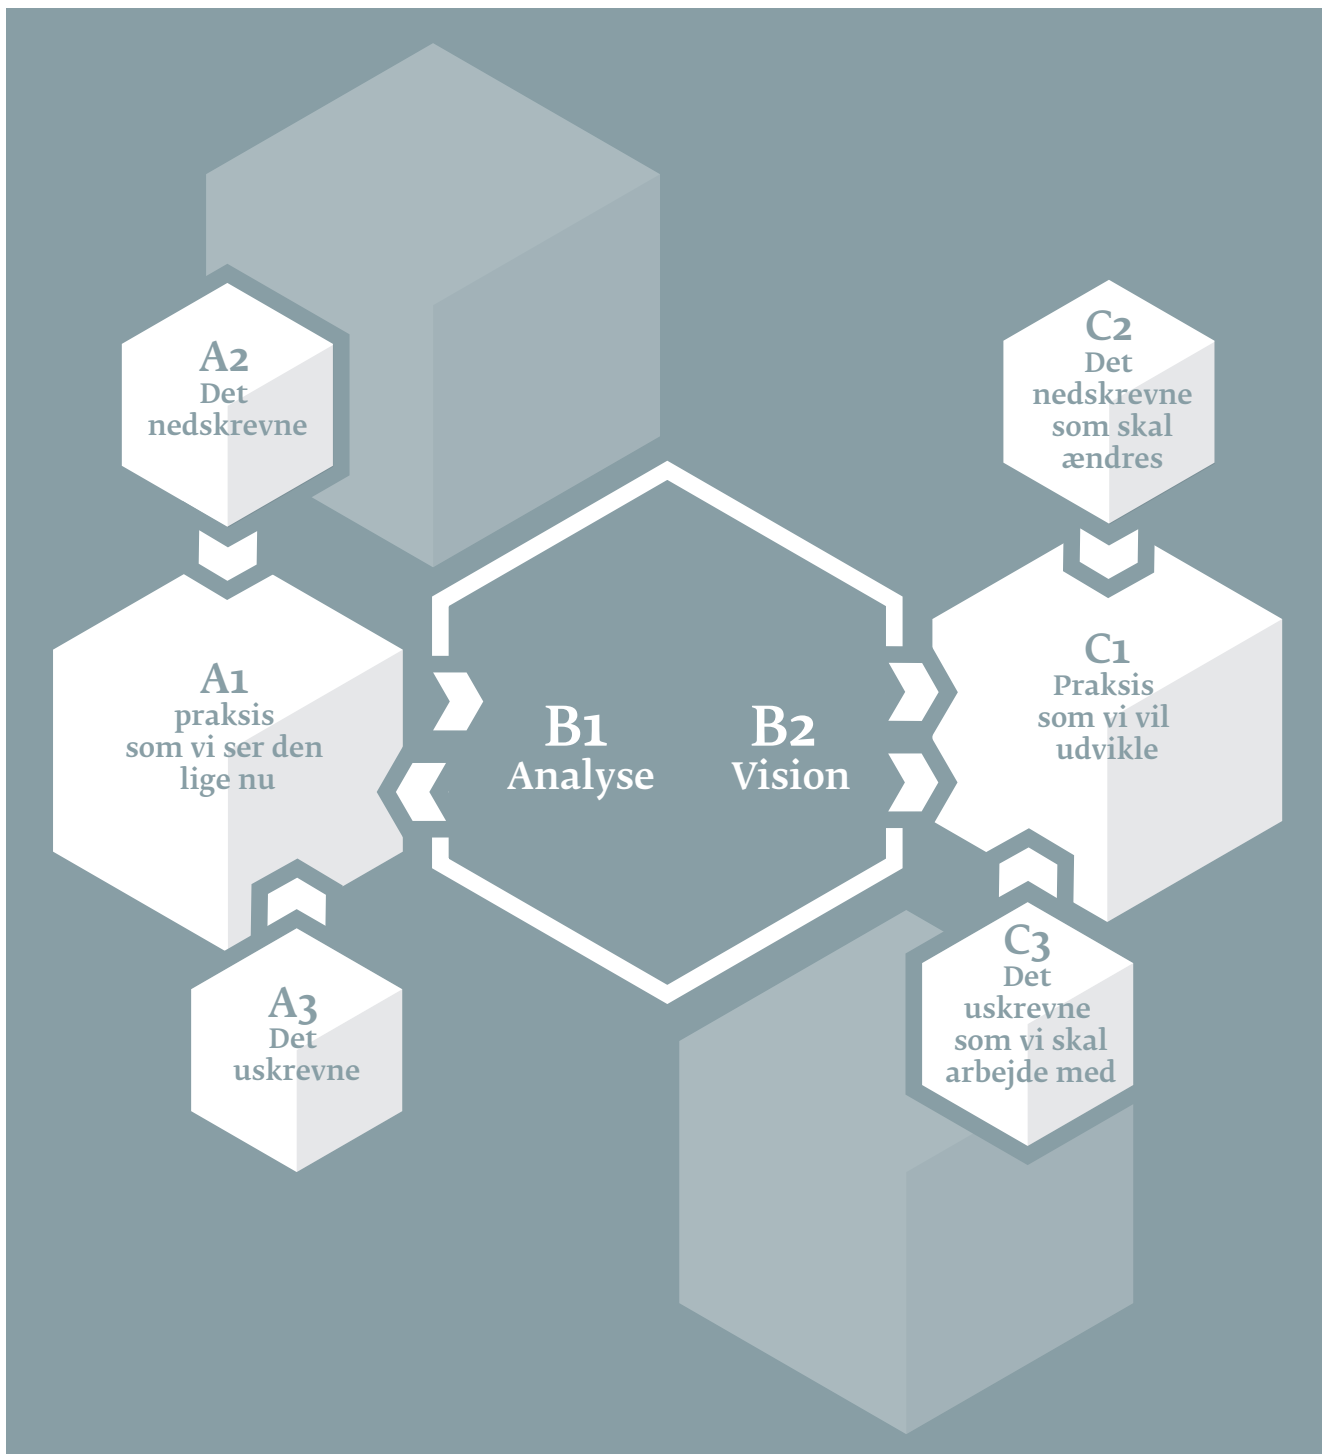 A2
Det
nedskrevne
A1
praksis
som vi ser den
lige nu
A3
Det
uskrevne
B1
Analyse
B2
Vision
C2
Det
nedskrevne
som skal
ændres
C1
Praksis
som vi vil
udvikle
C3
Det
uskrevne
som vi skal
arbejde med